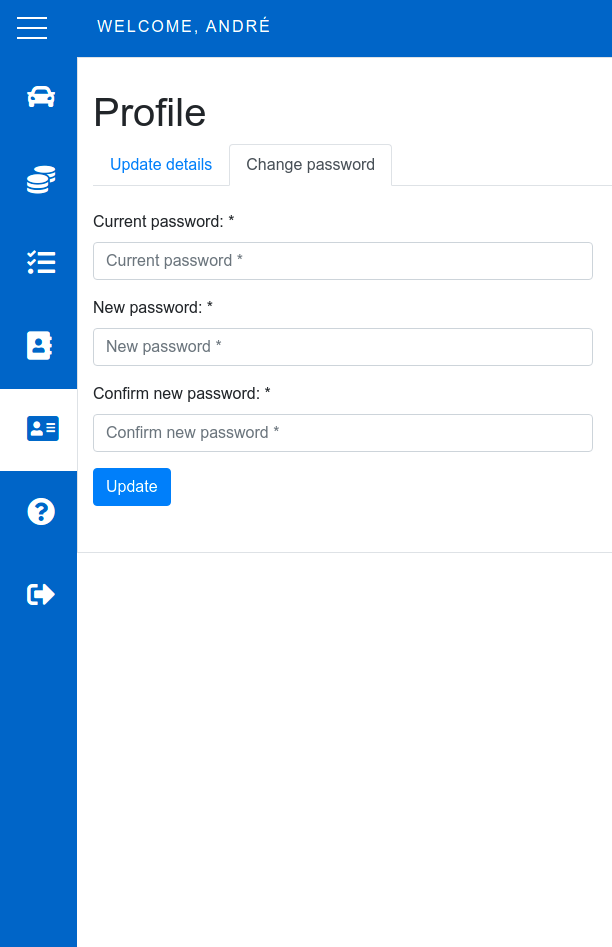 WELCOME, ANDRÉ
Profile
Update details
Change password
Current password: *
Current password *
New password: *
New password *
Confirm new password: *
Confirm new password *
Update